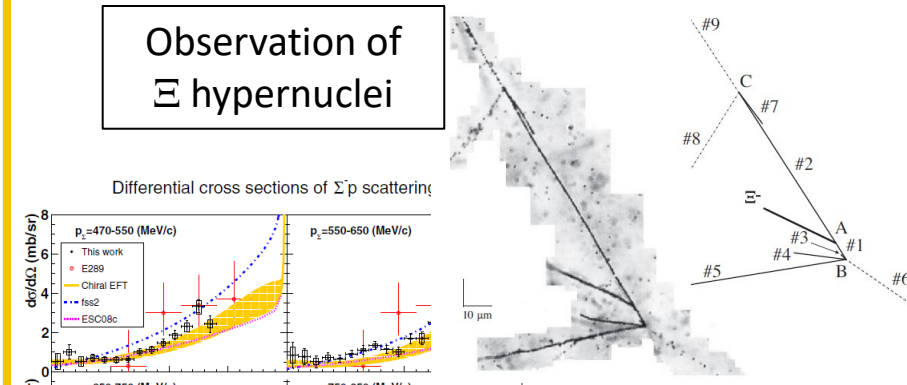 Observation of
Ξ hypernuclei
Differential cross sections of Σ⁻p scattering
dσ/dΩ (mb/sr)
8
6
4
2
0
p_Σ=470-550 (MeV/c)
This work
E289
Chiral EFT
fss2
ESC08c
p_Σ=550-650 (MeV/c)
10 μm
#9
C
#7
#8
#2
Ξ-
A
#3
#1
#4
B
#5
#6